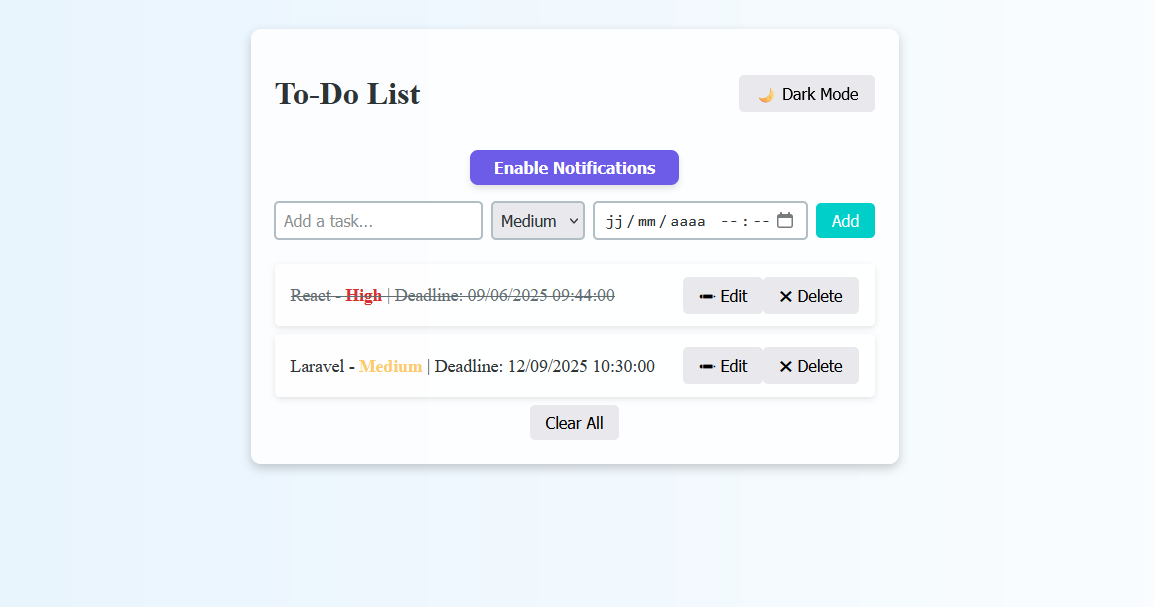 To-Do List
🌙 Dark Mode
Enable Notifications
Add a task... Medium jj/mm/aaaa --:-- Add
React - High | Deadline: 09/06/2025 09:44:00 Edit Delete
Laravel - Medium | Deadline: 12/09/2025 10:30:00 Edit Delete
Clear All